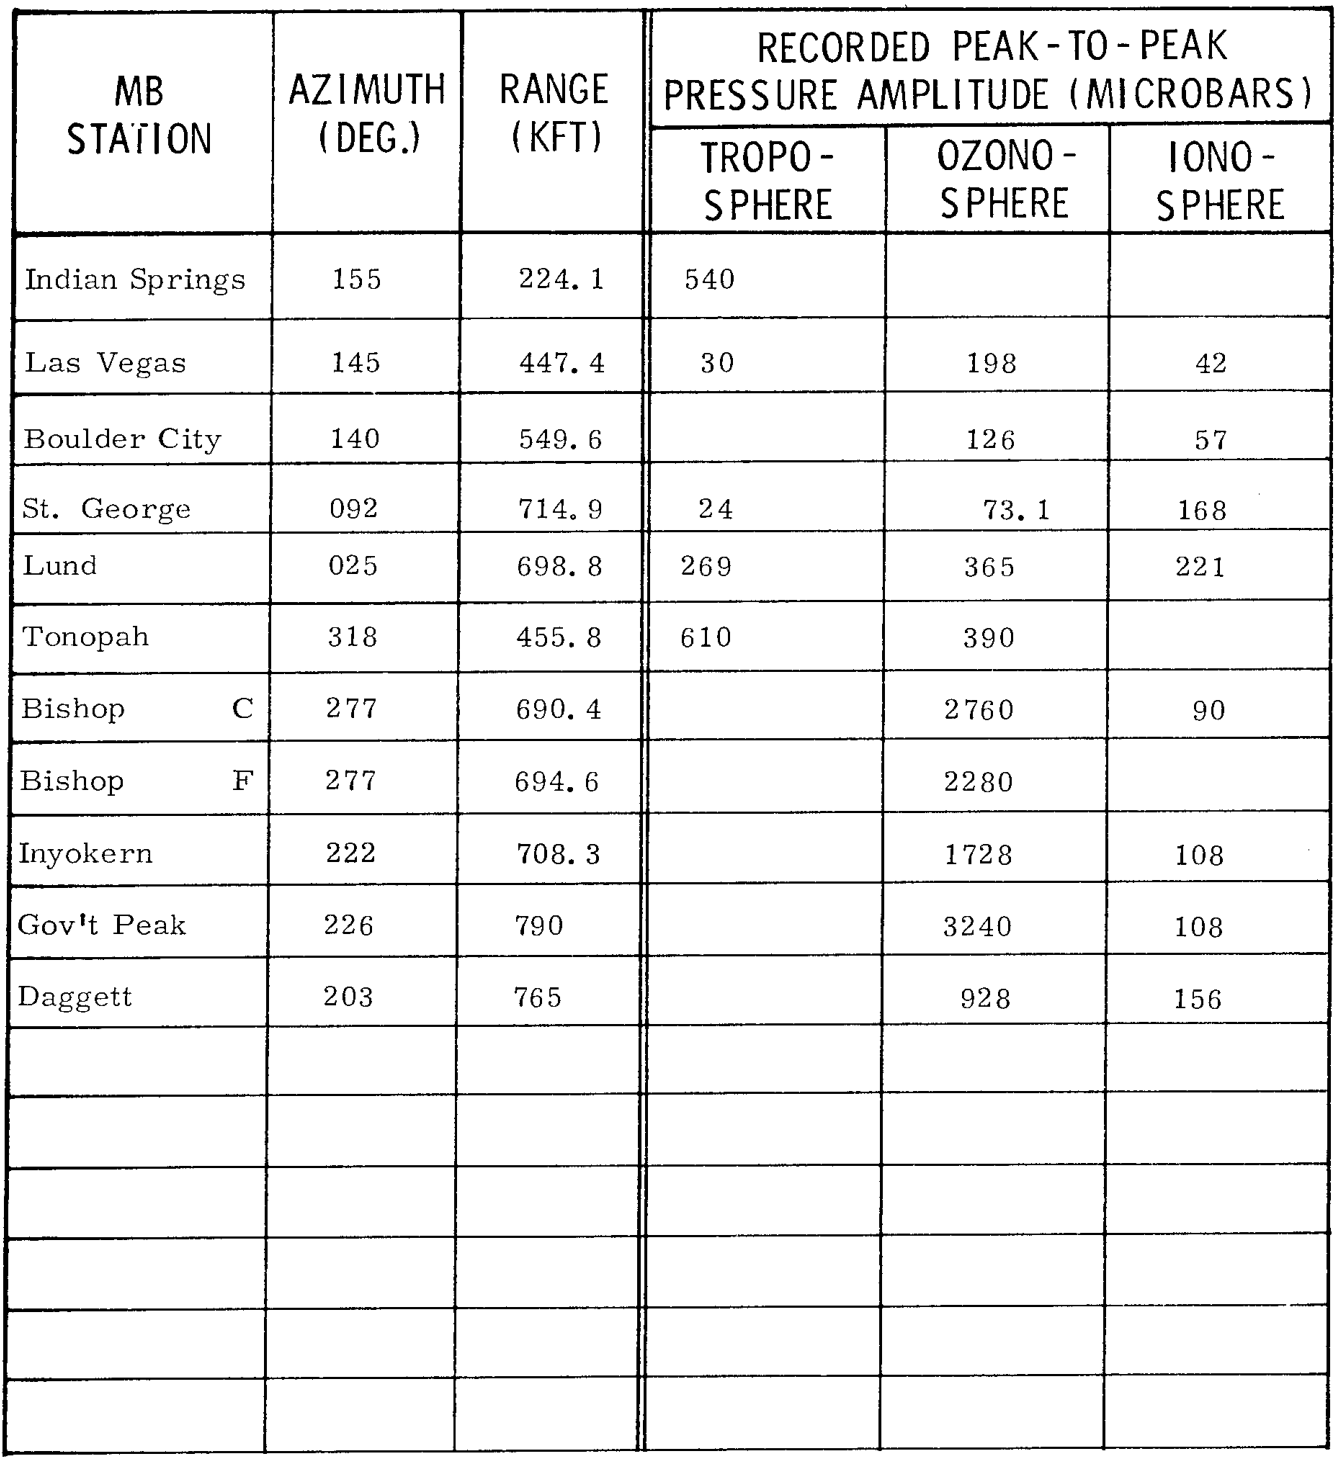 MB STATION AZIMUTH (DEG.) RANGE (KFT) RECORDED PEAK-TO-PEAK PRESSURE AMPLITUDE (MICROBARS)
TROPO-SPHERE OZONO-SPHERE IONO-SPHERE
Indian Springs 155 224.1 540
Las Vegas 145 447.4 30 198 42
Boulder City 140 549.6 126 57
St. George 092 714.9 24 73.1 168
Lund 025 698.8 269 365 221
Tonopah 318 455.8 610 390
Bishop C 277 690.4 2760 90
Bishop F 277 694.6 2280
Inyokern 222 708.3 1728 108
Gov't Peak 226 790 3240 108
Daggett 203 765 928 156